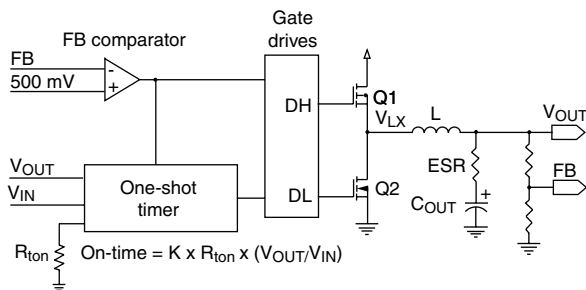 Gate
drives
FB comparator
FB
500 mV
-
+
DH
Q1
VLX
L
VOUT
VOUT
VIN
One-shot
timer
DL
Q2
ESR
COUT
+
FB
Rton
On-time = K x Rton x (VOUT/VIN)